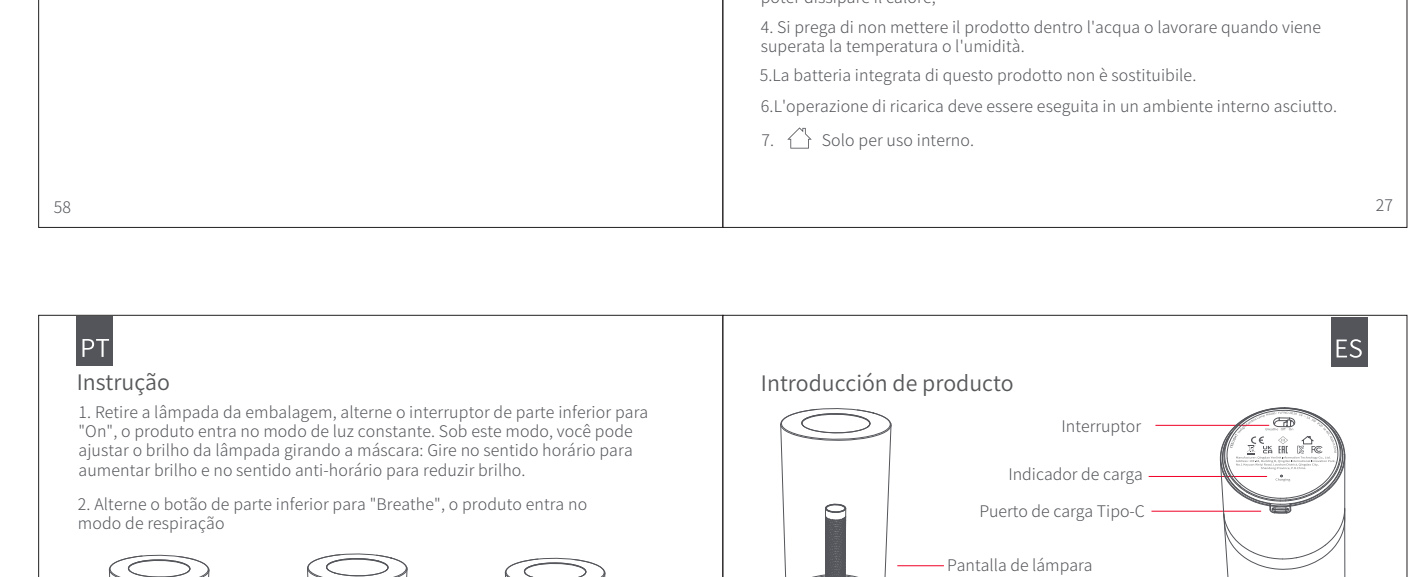 4. Si prega di non mettere il prodotto dentro l'acqua o lavorare quando viene
superata la temperatura o l'umidità.
5.La batteria integrata di questo prodotto non è sostituibile.
6.L'operazione di ricarica deve essere eseguita in un ambiente interno asciutto.
7. Solo per uso interno.
58
27
PT
Instrução
1. Retire a lâmpada da embalagem, alterne o interruptor de parte inferior para
"On", o produto entra no modo de luz constante. Sob este modo, você pode
ajustar o brilho da lâmpada girando a máscara: Gire no sentido horário para
aumentar brilho e no sentido anti-horário para reduzir brilho.
2. Alterne o botão de parte inferior para "Breathe", o produto entra no
modo de respiração
ES
Introducción de producto
Interruptor
Indicador de carga
Puerto de carga Tipo-C
Pantalla de lámpara
Charging